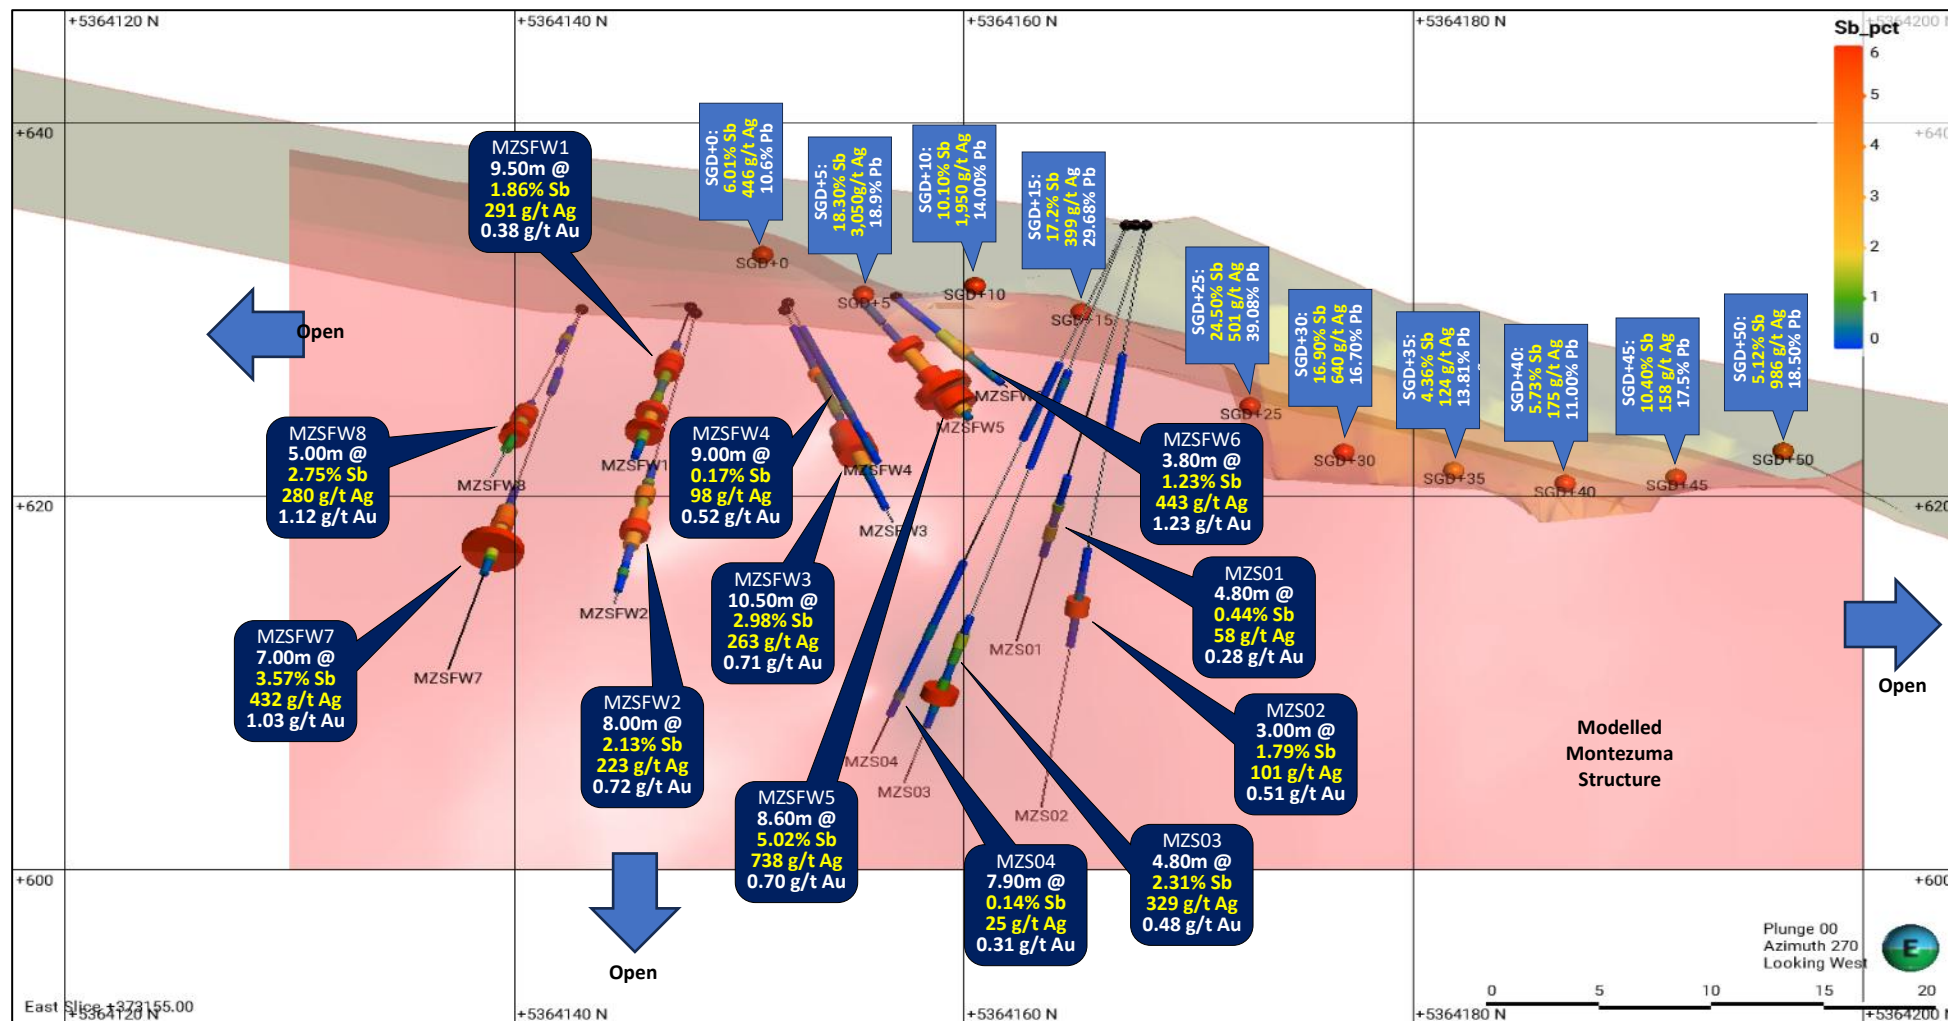 +5364120 N
+5364140 N
+5364160 N
+5364180 N
+5364200 N
Sb_pct
6
5
4
3
2
1
0
+640
+640
+620
+620
+600
+600
MZSFW1
9.50m @
1.86% Sb
291 g/t Ag
0.38 g/t Au
SGD+0:
6.01% Sb
446 g/t Ag
10.6% Pb
SGD+5:
18.30% Sb
3,050g/t Ag
18.9% Pb
SGD+10:
10.10% Sb
1,950 g/t Ag
14.00% Pb
SGD+15:
17.2% Sb
399 g/t Ag
29.68% Pb
SGD+25:
24.50% Sb
501 g/t Ag
39.08% Pb
SGD+30:
16.90% Sb
640 g/t Ag
16.70% Pb
SGD+35:
4.36% Sb
124 g/t Ag
13.81% Pb
SGD+40:
5.73% Sb
175 g/t Ag
11.00% Pb
SGD+45:
10.40% Sb
158 g/t Ag
17.5% Pb
SGD+50:
5.12% Sb
986 g/t Ag
18.50% Pb
SGD+0
SGD+5
SGD+10
SGD+15
SGD+25
SGD+30
SGD+35
SGD+40
SGD+45
SGD+50
Open
MZSFW8
5.00m @
2.75% Sb
280 g/t Ag
1.12 g/t Au
MZSFW4
9.00m @
0.17% Sb
98 g/t Ag
0.52 g/t Au
MZSFW6
3.80m @
1.23% Sb
443 g/t Ag
1.23 g/t Au
MZSFW5
MZSFW1
MZSFW4
MZSFW8
MZSFW3
MZSFW2
MZSFW7
MZS01
MZS04
MZS03
MZS02
MZSFW3
10.50m @
2.98% Sb
263 g/t Ag
0.71 g/t Au
MZS01
4.80m @
0.44% Sb
58 g/t Ag
0.28 g/t Au
MZSFW7
7.00m @
3.57% Sb
432 g/t Ag
1.03 g/t Au
MZSFW2
8.00m @
2.13% Sb
223 g/t Ag
0.72 g/t Au
MZS02
3.00m @
1.79% Sb
101 g/t Ag
0.51 g/t Au
MZSFW5
8.60m @
5.02% Sb
738 g/t Ag
0.70 g/t Au
MZS04
7.90m @
0.14% Sb
25 g/t Ag
0.31 g/t Au
MZS03
4.80m @
2.31% Sb
329 g/t Ag
0.48 g/t Au
Modelled
Montezuma
Structure
Open
Open
Plunge 00
Azimuth 270
Looking West
E
0
5
10
15
20
East Slice +373155.00
+5364120 N
+5364140 N
+5364160 N
+5364180 N
+5364200 N